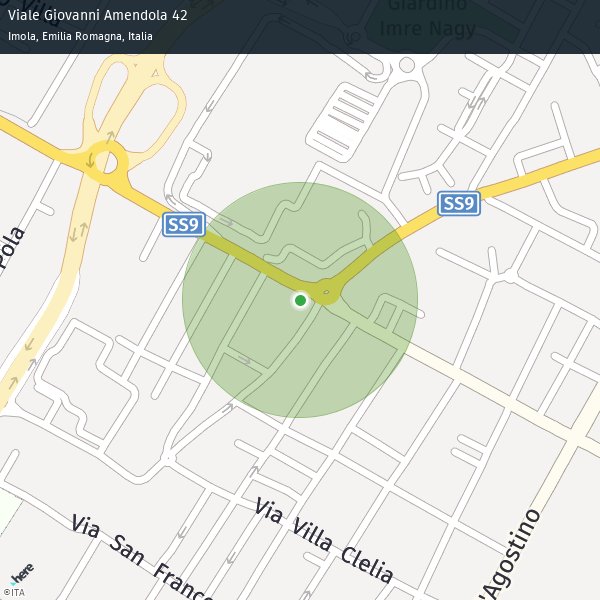 Viale Giovanni Amendola 42
Imola, Emilia Romagna, Italia
Villa
Giardino
Imre Nagy
SS9
SS9
Pola
Via Villa Clelia
Via San Franc
'Agostino
here
©ITA